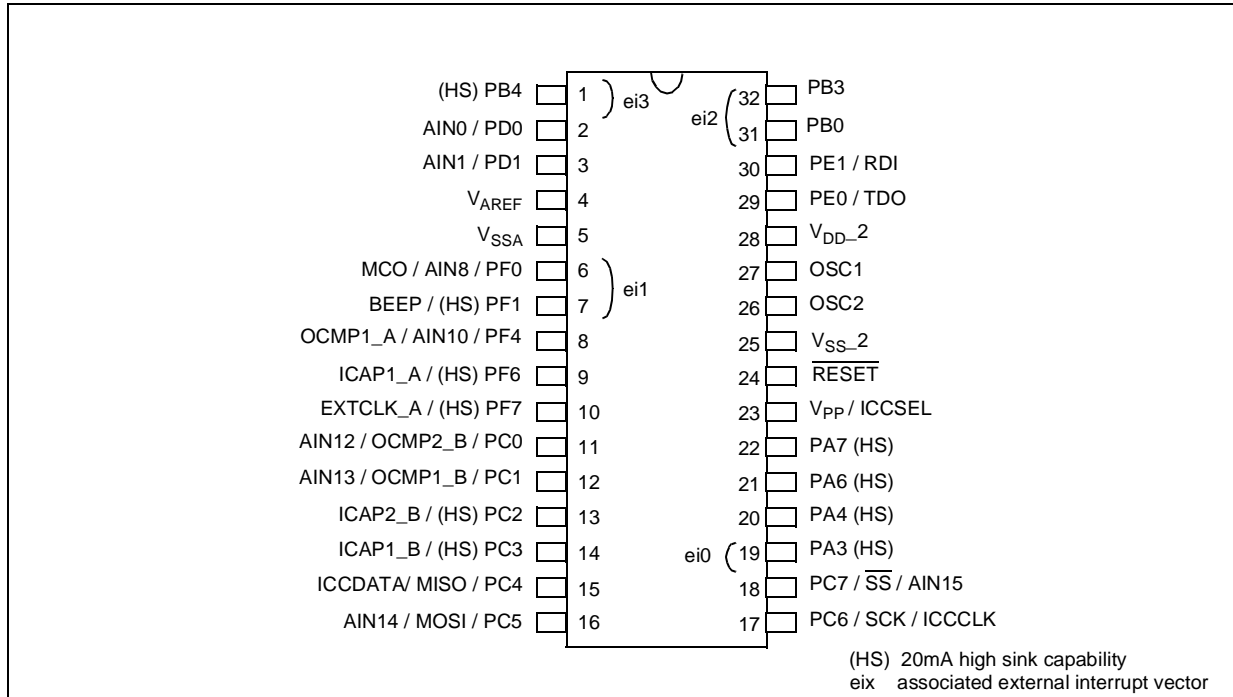 (HS) PB4 1 ei3 ei2 32 PB3
AIN0 / PD0 2 31 PB0
AIN1 / PD1 3 30 PE1 / RDI
VAREF 4 29 PE0 / TDO
VSSA 5 28 VDD_2
MCO / AIN8 / PF0 6 ei1 27 OSC1
BEEP / (HS) PF1 7 26 OSC2
OCMP1_A / AIN10 / PF4 8 25 VSS_2
ICAP1_A / (HS) PF6 9 24 RESET
EXTCLK_A / (HS) PF7 10 23 VPP / ICCSEL
AIN12 / OCMP2_B / PC0 11 22 PA7 (HS)
AIN13 / OCMP1_B / PC1 12 21 PA6 (HS)
ICAP2_B / (HS) PC2 13 20 PA4 (HS)
ICAP1_B / (HS) PC3 14 ei0 19 PA3 (HS)
ICCDATA/ MISO / PC4 15 18 PC7 / SS / AIN15
AIN14 / MOSI / PC5 16 17 PC6 / SCK / ICCCLK
(HS) 20mA high sink capability
eix associated external interrupt vector